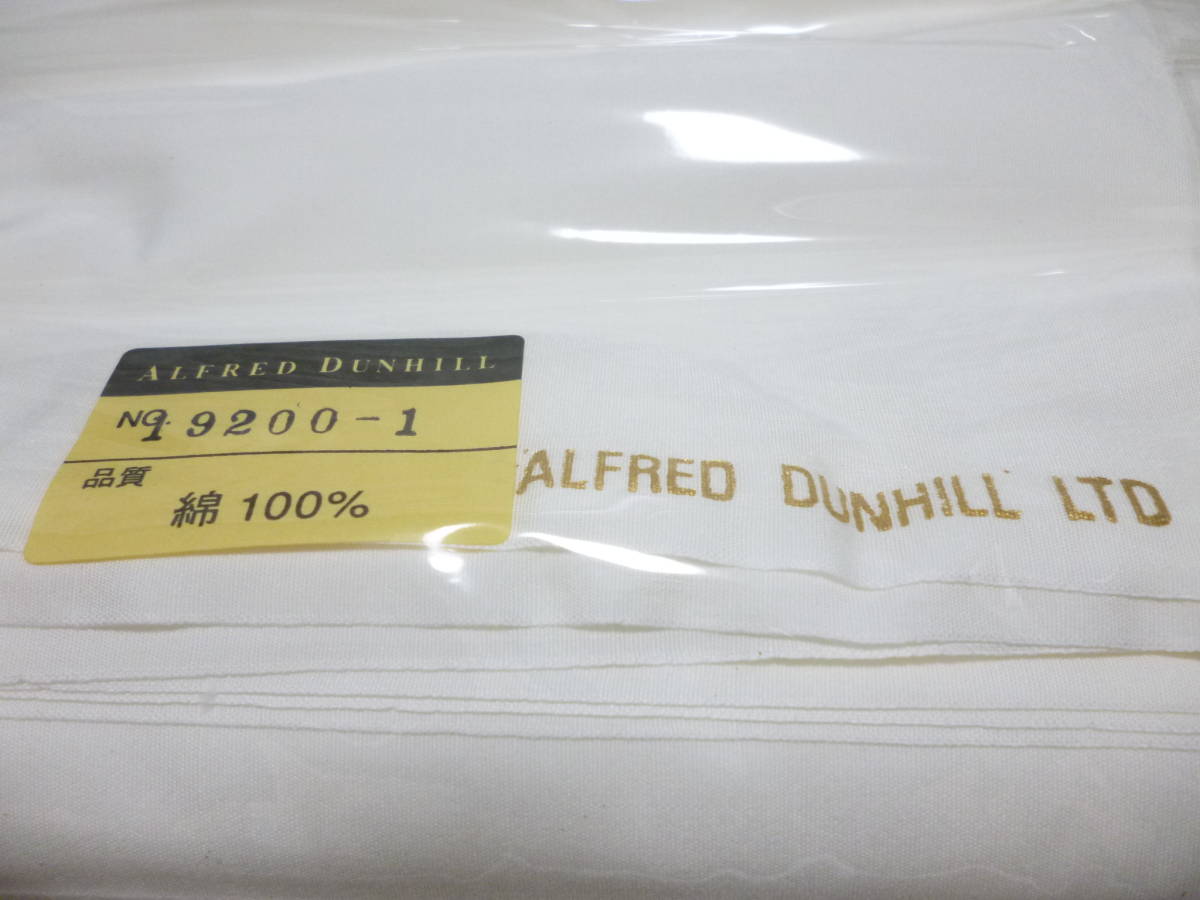 ALFRED DUNHILL
NO. 19200-1
品質
綿 100%
ALFRED DUNHILL LTD